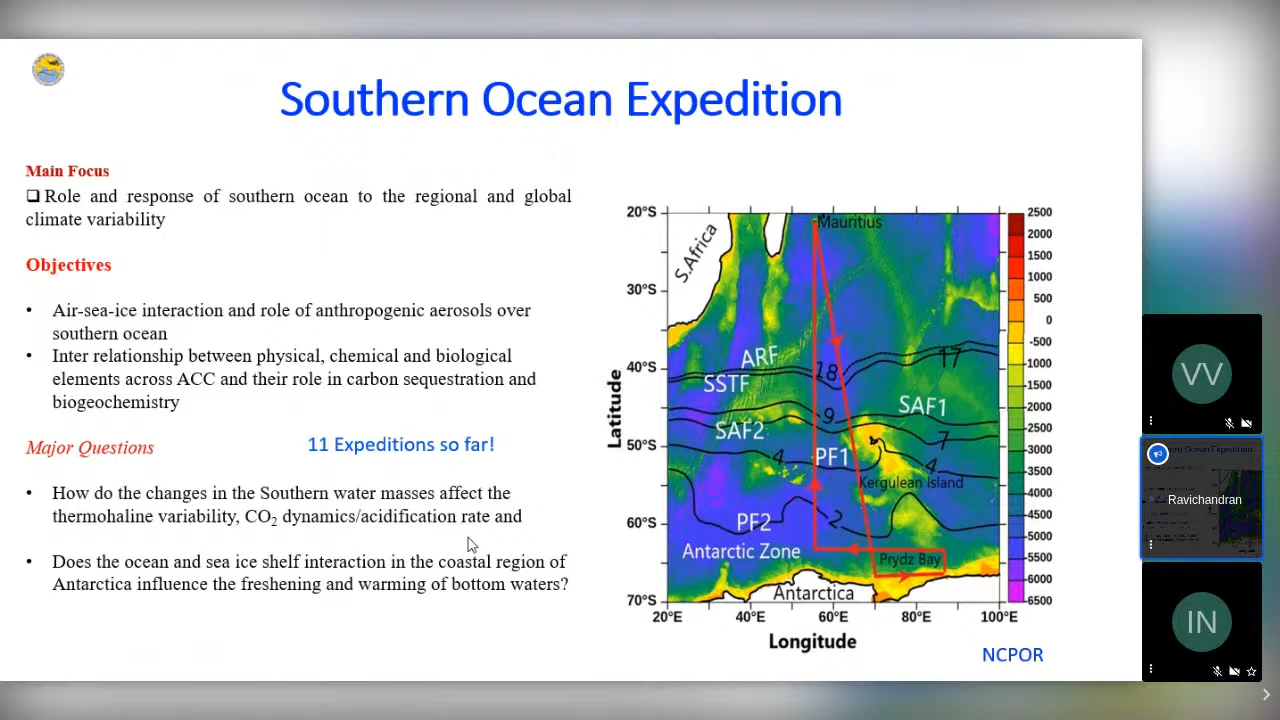 Southern Ocean Expedition
Main Focus
❑ Role and response of southern ocean to the regional and global
climate variability
Objectives
• Air-sea-ice interaction and role of anthropogenic aerosols over
southern ocean
• Inter relationship between physical, chemical and biological
elements across ACC and their role in carbon sequestration and
biogeochemistry
Major Questions
11 Expeditions so far!
• How do the changes in the Southern water masses affect the
thermohaline variability, CO2 dynamics/acidification rate and
• Does the ocean and sea ice shelf interaction in the coastal region of
Antarctica influence the freshening and warming of bottom waters?
Latitude
20°S
30°S
40°S
50°S
60°S
70°S
S.Africa
Mauritius
ARF
18
17
SSTF
SAF1
9
SAF2
7
PF1
4
4
Kergulean Island
PF2
2
Antarctic Zone
Prydz Bay
Antarctica
20°E
40°E
60°E
80°E
100°E
Longitude
2500
2000
1500
1000
500
0
-500
-1000
-1500
-2000
-2500
-3000
-3500
-4000
-4500
-5000
-5500
-6000
-6500
NCPOR
VV
Southern Ocean Expedition
Ravichandran
IN